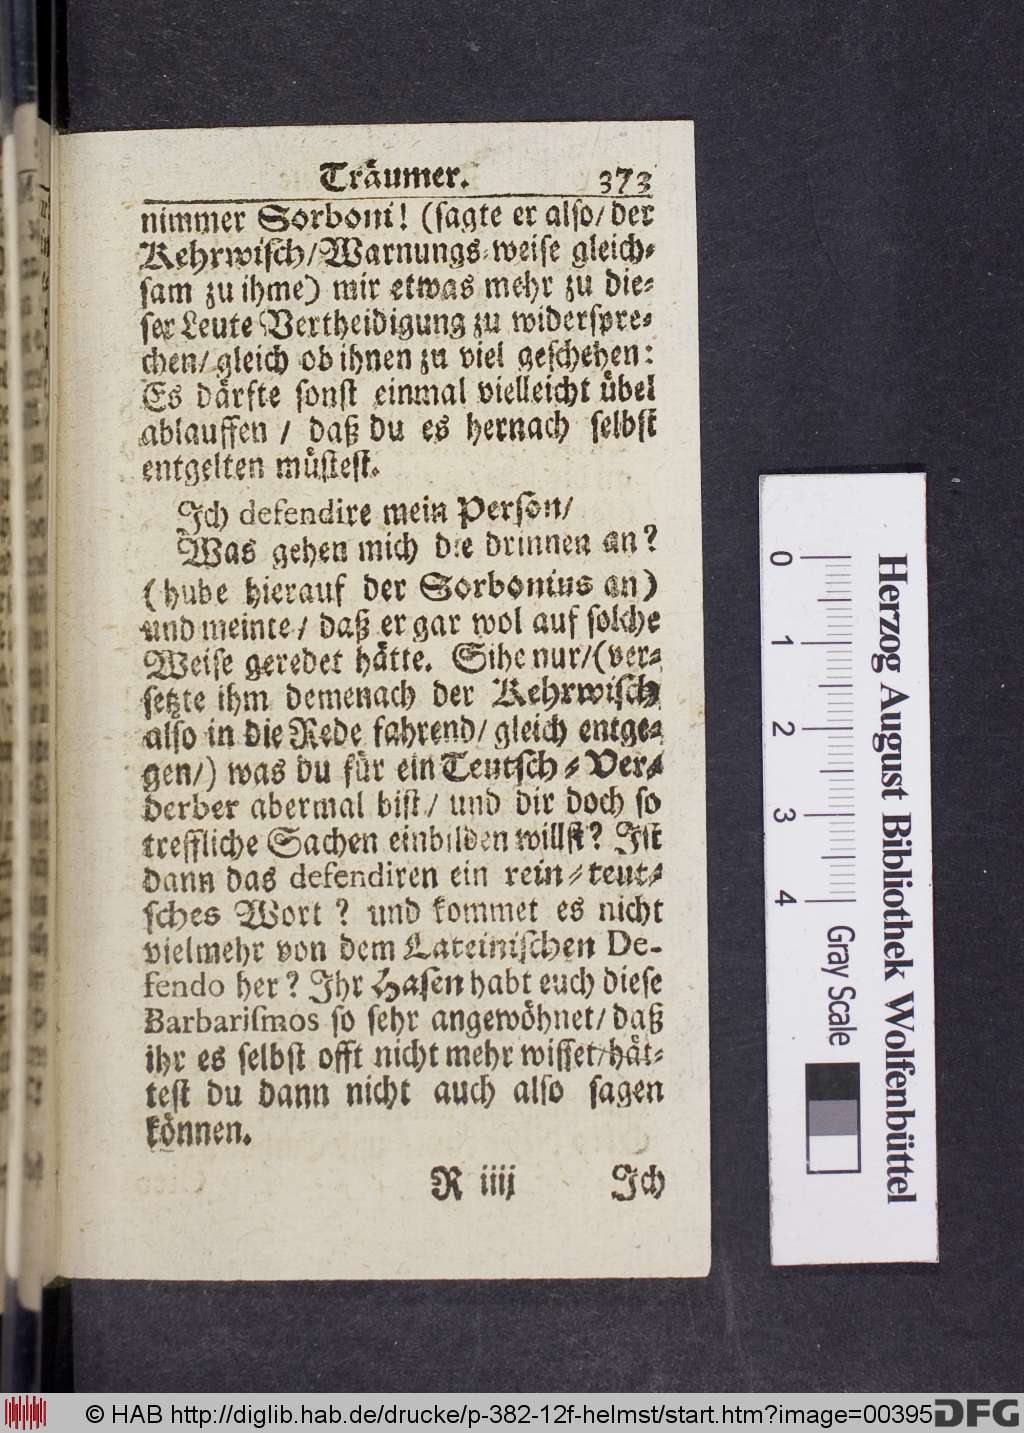 Träumer. 373
nimmer Sorboni! (ſagte er alſo/ der
Kehrwiſch/ Warnungs-weiſe gleich-
ſam zu ihme) mir etwas mehr zu die-
ſer Leute Vertheidigung zu widerſpre-
chen/ gleich ob ihnen zu viel geſchehen:
Es därfte ſonſt einmal vielleicht übel
ablauffen / daß du es hernach ſelbſt
entgelten müſteſt.
Ich defendire mein Perſon/
Was gehen mich die drinnen an?
(hube hierauf der Sorbonius an)
und meinte/ daß er gar wol auf ſolche
Weiſe geredet hätte. Sihe nur/ (ver-
ſetzte ihm demenach der Kehrwiſch
alſo in die Rede fahrend/ gleich entge-
gen/) was du für ein Teutſch-Ver-
derber abermal biſt/ und dir doch ſo
treffliche Sachen einbilden willſt? Iſt
dann das defendiren ein rein-teut-
ſches Wort? und kommet es nicht
vielmehr von dem Lateiniſchen De-
fendo her? Ihr Haſen habt euch dieſe
Barbariſmos ſo ſehr angewöhnet/ daß
ihr es ſelbſt offt nicht mehr wiſſet/ hät-
teſt du dann nicht auch alſo ſagen
können.
R iiij Ich
0 1 2 3 4 Gray Scale
Herzog August Bibliothek Wolfenbüttel
© HAB http://diglib.hab.de/drucke/p-382-12f-helmst/start.htm?image=00395
DFG